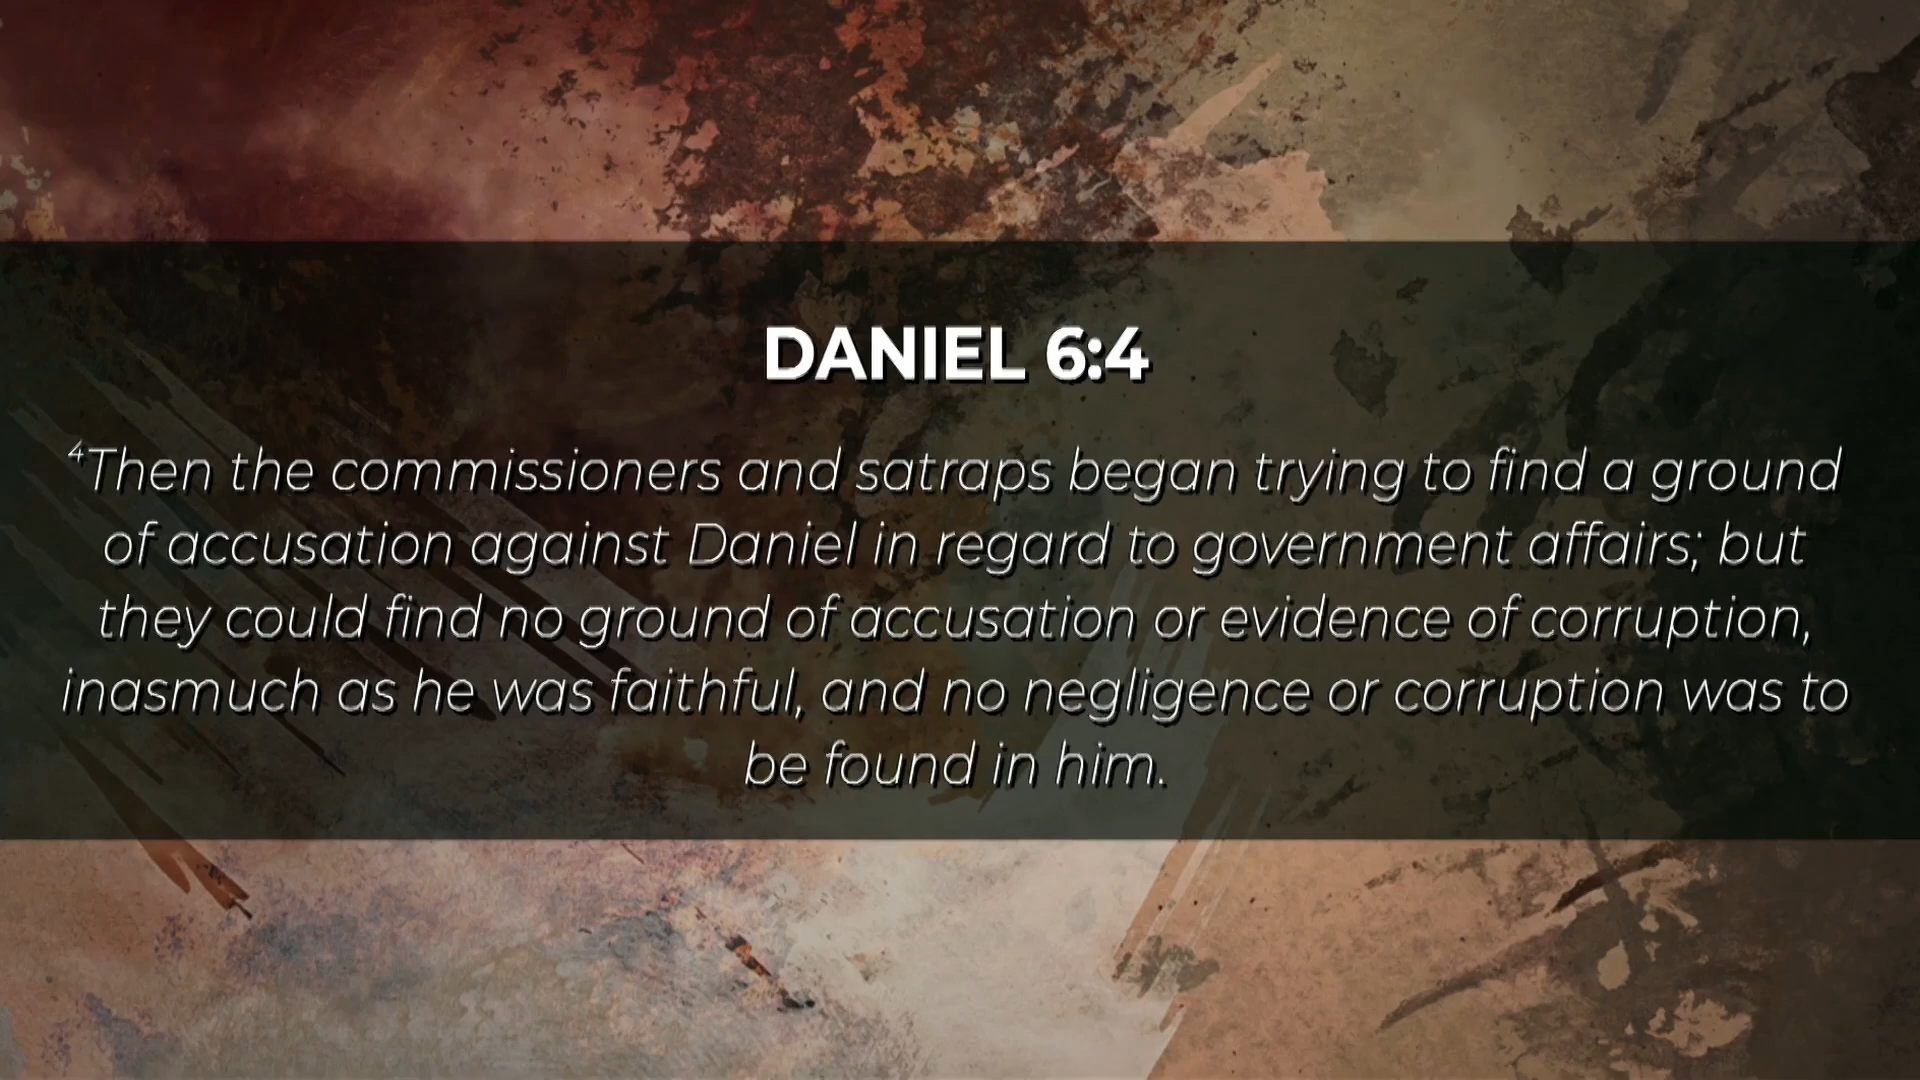 DANIEL 6:4
⁴Then the commissioners and satraps began trying to find a ground
of accusation against Daniel in regard to government affairs; but
they could find no ground of accusation or evidence of corruption,
inasmuch as he was faithful, and no negligence or corruption was to
be found in him.